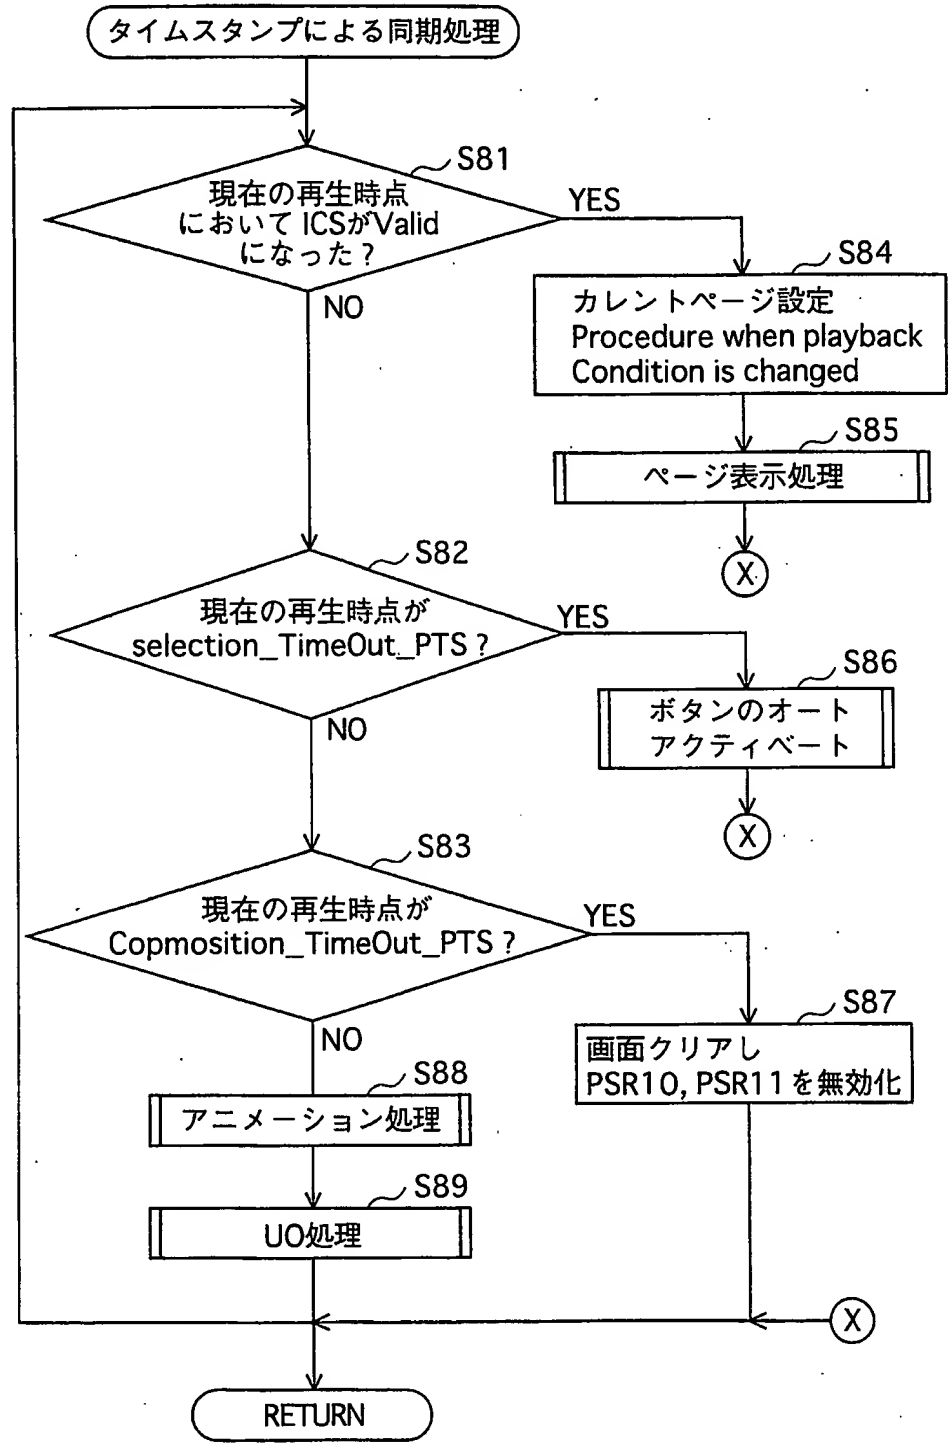 タイムスタンプによる同期処理
S81
現在の再生時点
において ICSがValid
になった？
YES
NO
S84
カレントページ設定
Procedure when playback
Condition is changed
S85
ページ表示処理
X
S82
現在の再生時点が
selection_TimeOut_PTS？
YES
NO
S86
ボタンのオート
アクティベート
X
S83
現在の再生時点が
Copmosition_TimeOut_PTS？
YES
NO
S87
画面クリアし
PSR10, PSR11を無効化
S88
アニメーション処理
S89
UO処理
X
RETURN